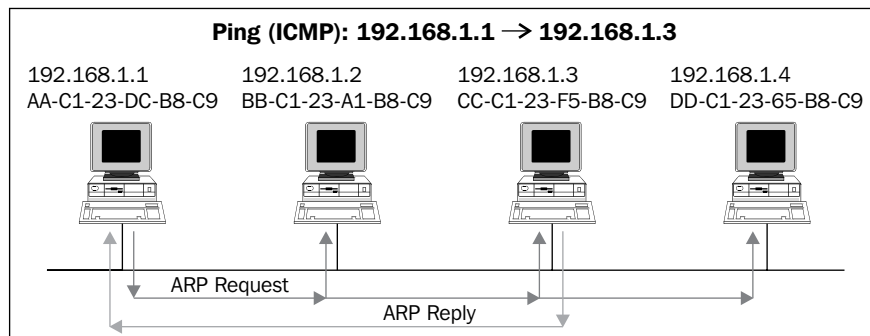 Ping (ICMP): 192.168.1.1 → 192.168.1.3
192.168.1.1
AA-C1-23-DC-B8-C9
192.168.1.2
BB-C1-23-A1-B8-C9
192.168.1.3
CC-C1-23-F5-B8-C9
192.168.1.4
DD-C1-23-65-B8-C9
ARP Request
ARP Reply